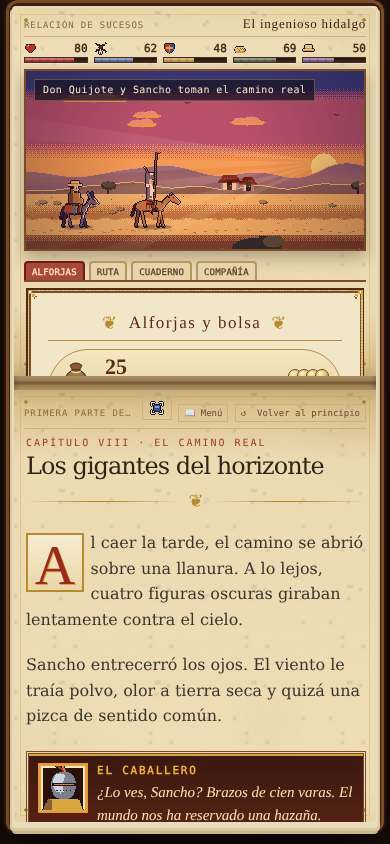 RELACIÓN DE SUCESOS
El ingenioso hidalgo
80 62 48 69 50
Don Quijote y Sancho toman el camino real
ALFORJAS RUTA CUADERNO COMPAÑÍA
Alforjas y bolsa
25
PRIMERA PARTE DE…
Menú
Volver al principio
CAPÍTULO VIII · EL CAMINO REAL
Los gigantes del horizonte
Al caer la tarde, el camino se abrió
sobre una llanura. A lo lejos,
cuatro figuras oscuras giraban
lentamente contra el cielo.
Sancho entrecerró los ojos. El viento le
traía polvo, olor a tierra seca y quizá una
pizca de sentido común.
EL CABALLERO
¿Lo ves, Sancho? Brazos de cien varas. El
mundo nos ha reservado una hazaña.